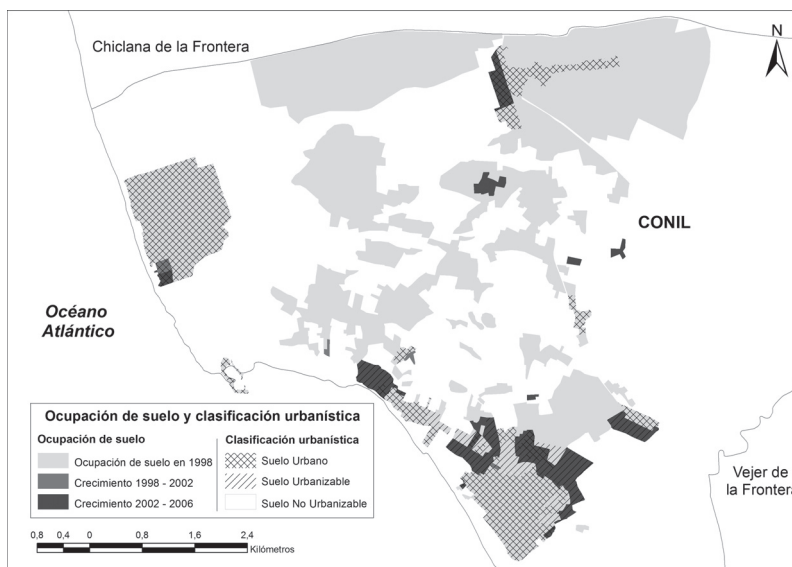 Chiclana de la Frontera
N
CONIL
Océano
Atlántico
Vejer de
la Frontera
Ocupación de suelo y clasificación urbanística
Ocupación de suelo
Ocupación de suelo en 1998
Crecimiento 1998 - 2002
Crecimiento 2002 - 2006
Clasificación urbanística
Suelo Urbano
Suelo Urbanizable
Suelo No Urbanizable
0,8 0,4 0 0,8 1,6 2,4
Kilómetros